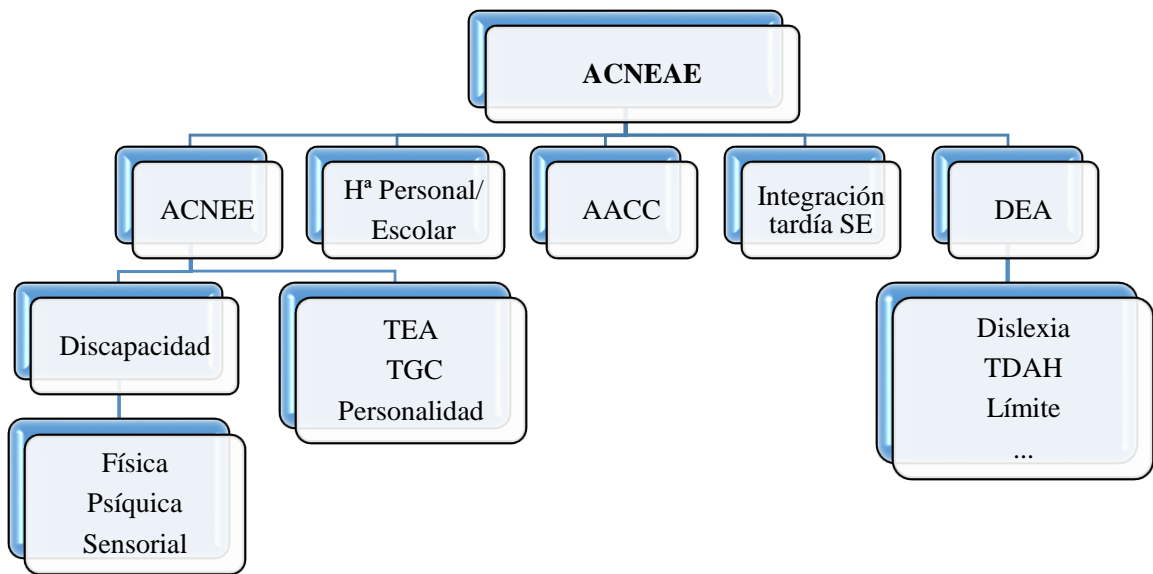 ACNEAE
ACNEE
Hª Personal/
Escolar
AACC
Integración
tardía SE
DEA
Discapacidad
TEA
TGC
Personalidad
Dislexia
TDAH
Límite
...
Física
Psíquica
Sensorial